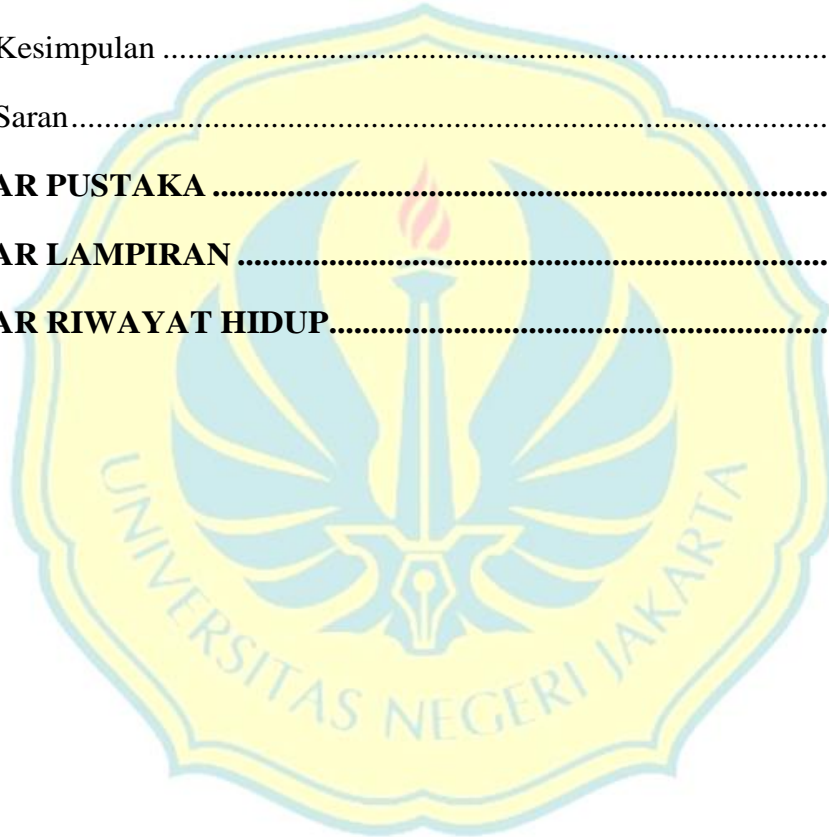 Kesimpulan ................................................................................
Saran...........................................................................................
AR PUSTAKA ..........................................................................
AR LAMPIRAN .......................................................................
AR RIWAYAT HIDUP............................................................
UNIVERSITAS NEGERI JAKARTA